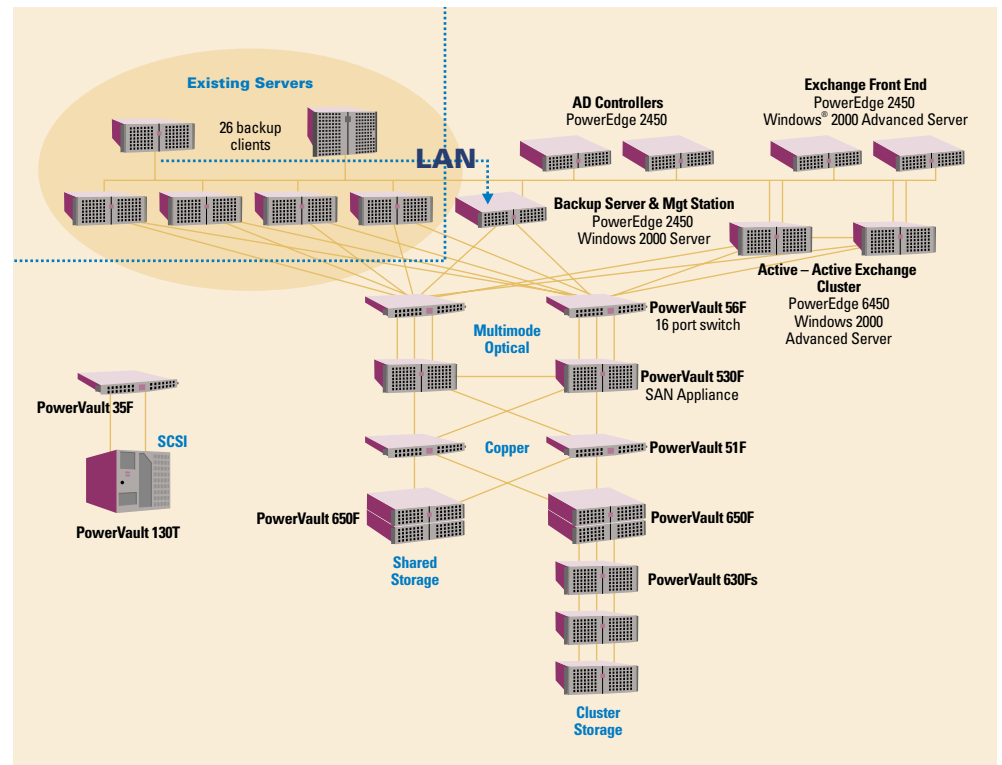 Existing Servers
26 backup
clients
LAN
AD Controllers
PowerEdge 2450
Exchange Front End
PowerEdge 2450
Windows® 2000 Advanced Server
Backup Server & Mgt Station
PowerEdge 2450
Windows 2000 Server
Active – Active Exchange
Cluster
PowerEdge 6450
Windows 2000
Advanced Server
PowerVault 56F
16 port switch
Multimode
Optical
PowerVault 530F
SAN Appliance
PowerVault 35F
SCSI
PowerVault 130T
Copper
PowerVault 51F
PowerVault 650F
PowerVault 650F
Shared
Storage
PowerVault 630Fs
Cluster
Storage